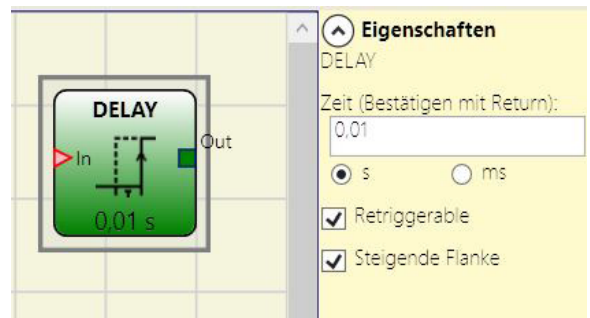 DELAY
In
Out
0,01 s
Eigenschaften
DELAY
Zeit (Bestätigen mit Return):
0,01
s ms
Retriggerable
Steigende Flanke